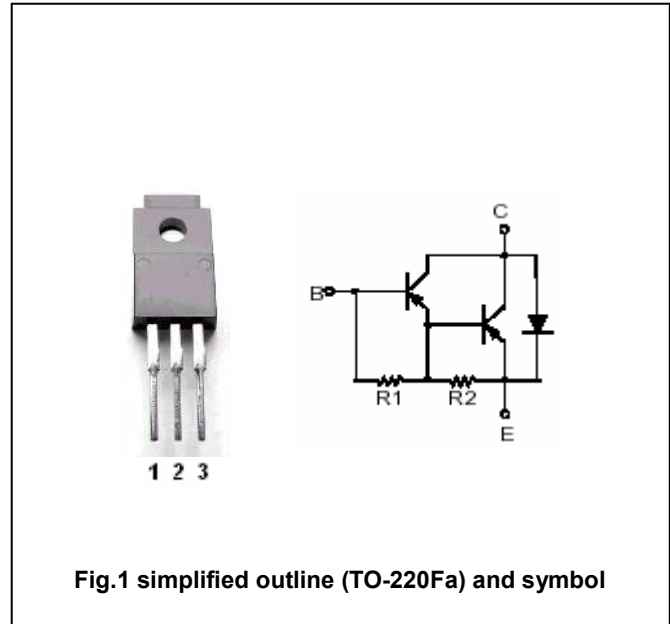 C
B
R1 R2
E
1 2 3
Fig.1 simplified outline (TO-220Fa) and symbol